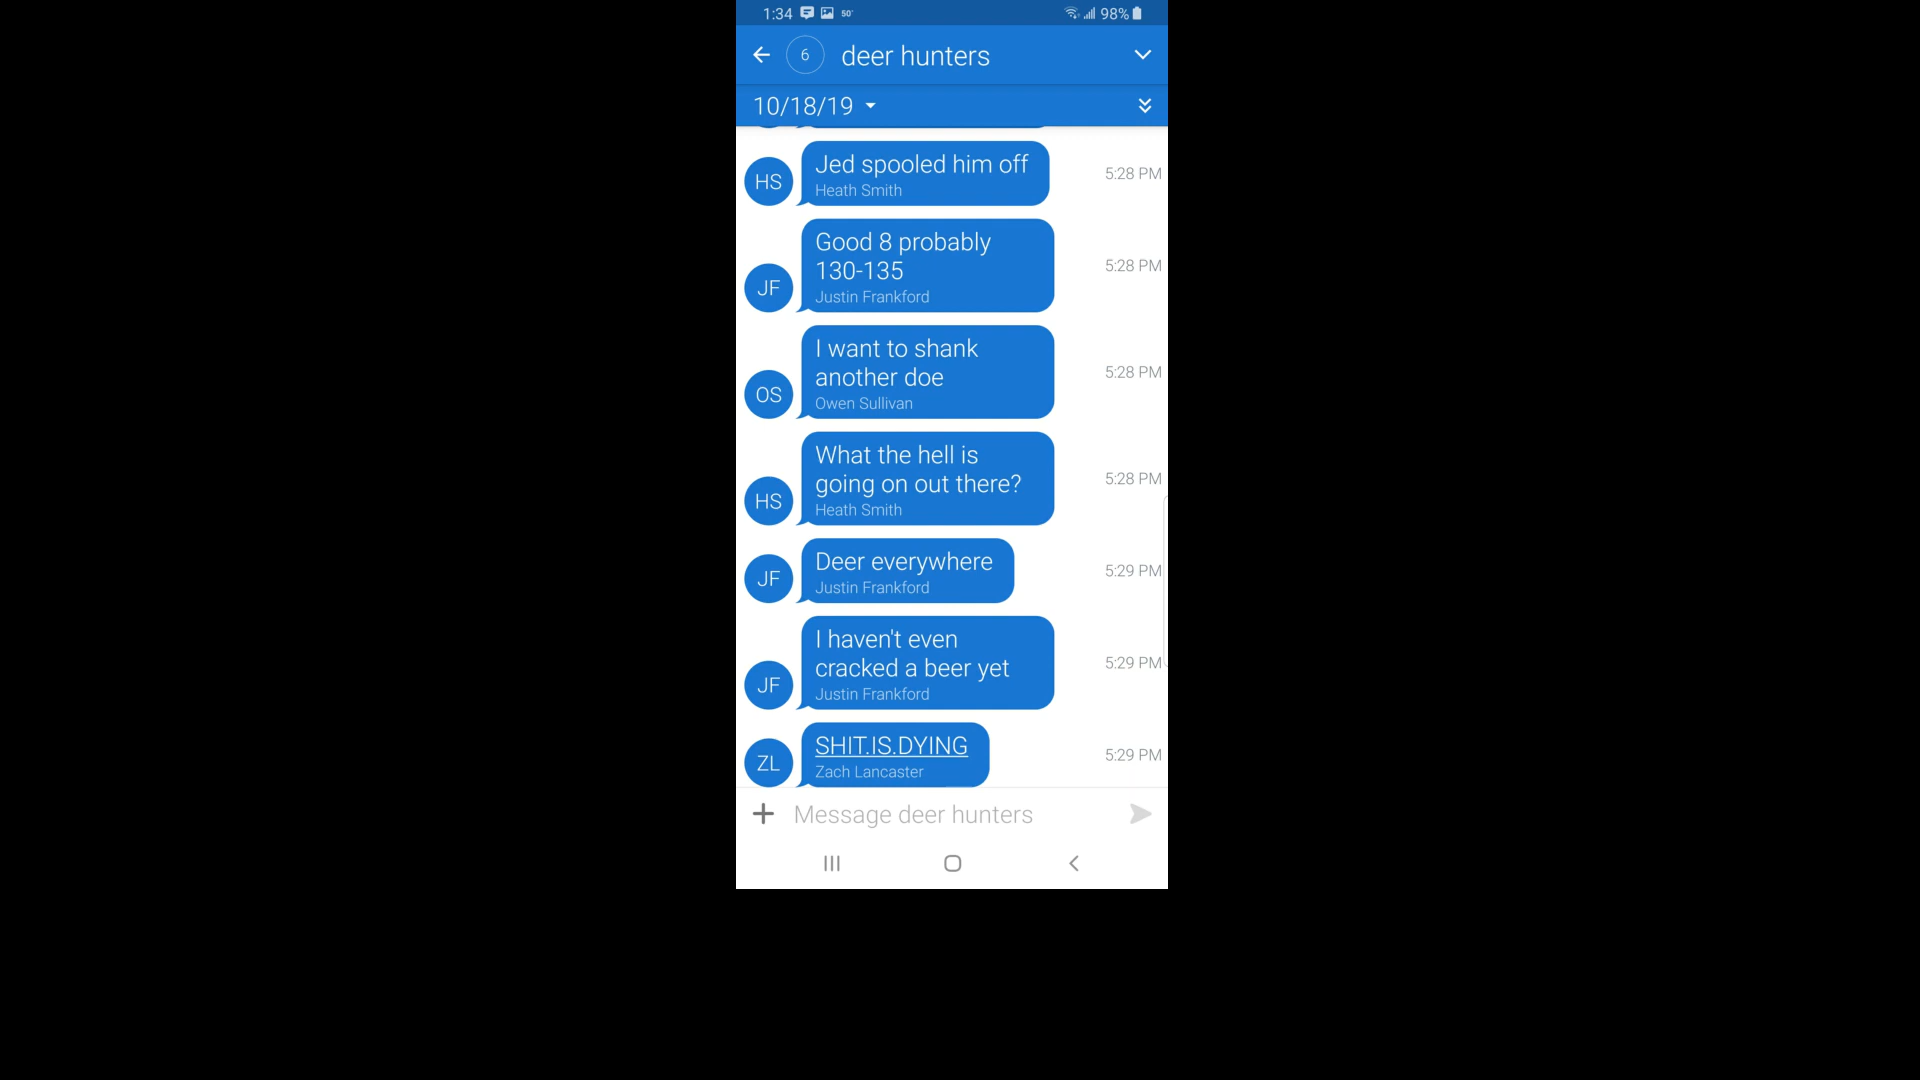 1:34 50° 98%
6 deer hunters
10/18/19
Jed spooled him off
HS Heath Smith 5:28 PM
Good 8 probably
130-135
JF Justin Frankford 5:28 PM
I want to shank
another doe
OS Owen Sullivan 5:28 PM
What the hell is
going on out there?
HS Heath Smith 5:28 PM
Deer everywhere
JF Justin Frankford 5:29 PM
I haven't even
cracked a beer yet
JF Justin Frankford 5:29 PM
SHIT.IS.DYING
ZL Zach Lancaster 5:29 PM
Message deer hunters